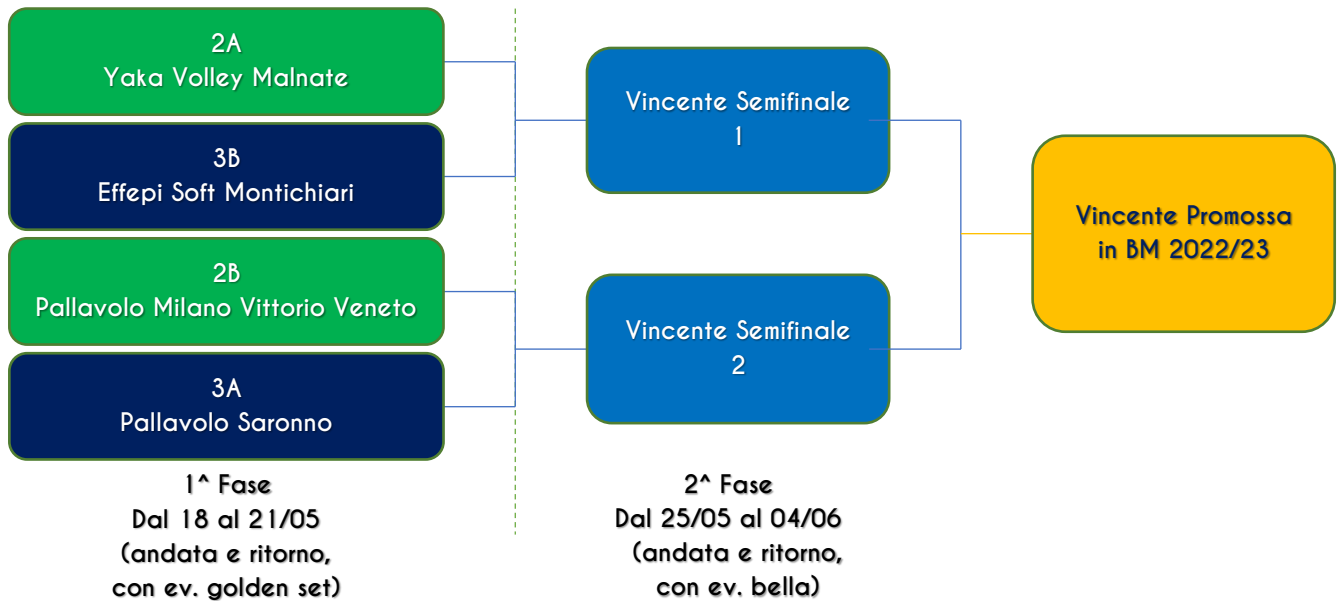 2A
Yaka Volley Malnate
3B
Effepi Soft Montichiari
2B
Pallavolo Milano Vittorio Veneto
3A
Pallavolo Saronno
1^ Fase
Dal 18 al 21/05
(andata e ritorno,
con ev. golden set)
Vincente Semifinale
1
Vincente Semifinale
2
2^ Fase
Dal 25/05 al 04/06
(andata e ritorno,
con ev. bella)
Vincente Promossa
in BM 2022/23